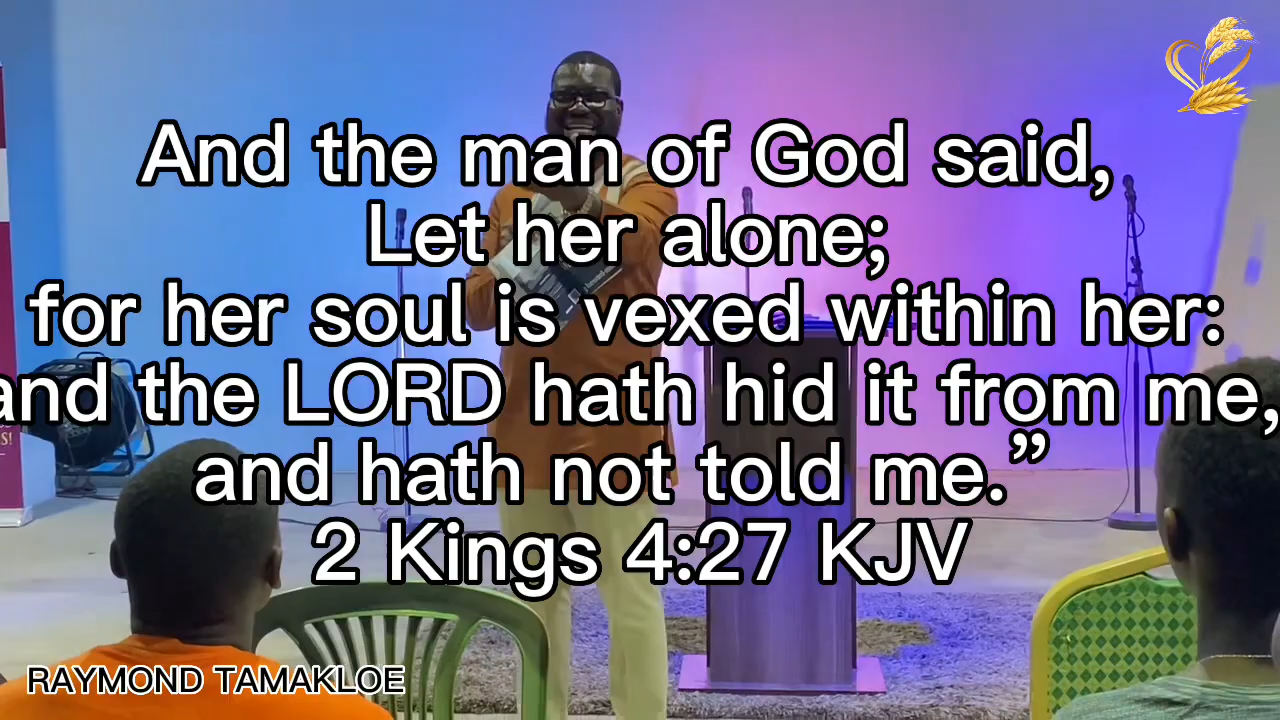 And the man of God said,
Let her alone;
for her soul is vexed within her:
and the LORD hath hid it from me,
and hath not told me.”
2 Kings 4:27 KJV
S!
RAYMOND TAMAKLOE